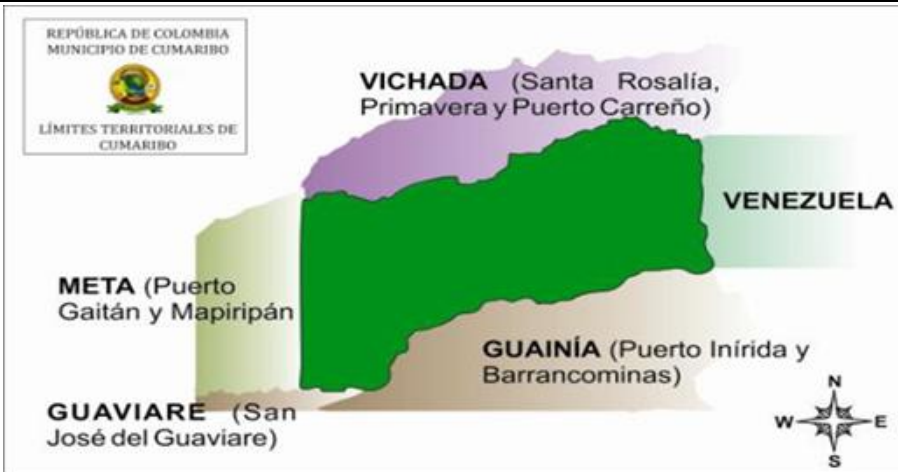 REPÚBLICA DE COLOMBIA
MUNICIPIO DE CUMARIBO
LÍMITES TERRITORIALES DE
CUMARIBO
VICHADA (Santa Rosalía,
Primavera y Puerto Carreño)
VENEZUELA
META (Puerto
Gaitán y Mapiripán
GUAINÍA (Puerto Inírida y
Barrancominas)
GUAVIARE (San
José del Guaviare)
N
W
E
S